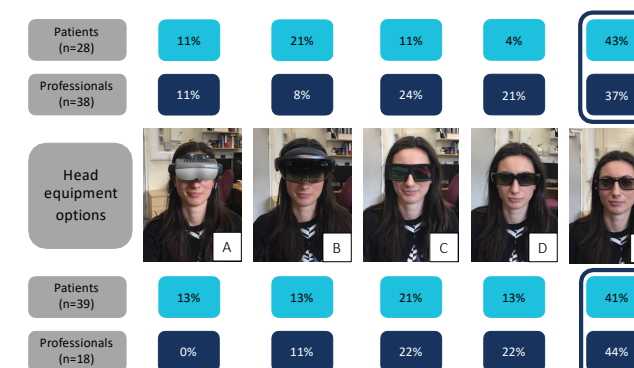 Patients
(n=28)
11%
21%
11%
4%
43%
Professionals
(n=38)
11%
8%
24%
21%
37%
Head
equipment
options
A
B
C
D
Patients
(n=39)
13%
13%
21%
13%
41%
Professionals
(n=18)
0%
11%
22%
22%
44%